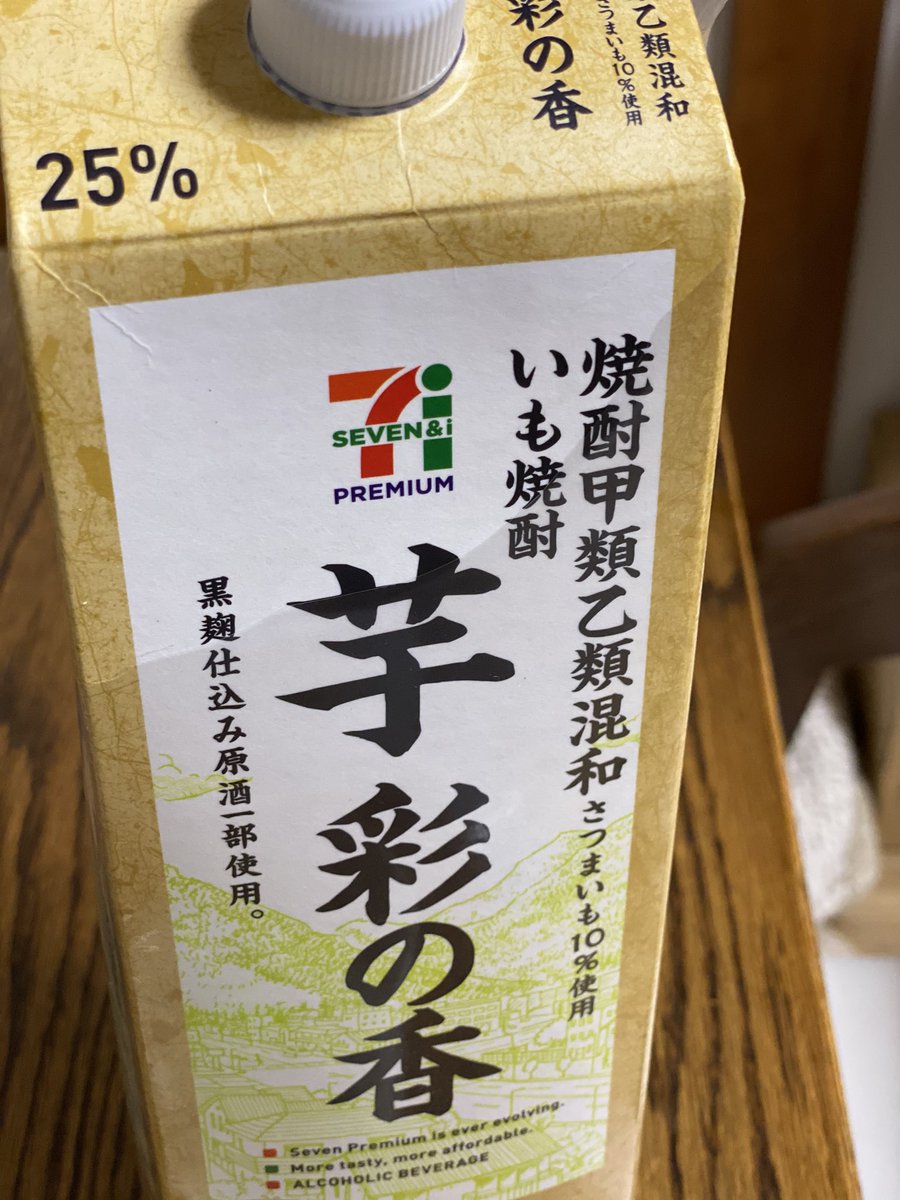 乙類混和
さつまいも10%使用
彩の香
25%
7i
SEVEN&i
PREMIUM
焼酎甲類乙類混和 さつまいも10%使用
いも焼酎
芋彩の香
黒麹仕込み原酒一部使用。
Seven Premium is ever evolving.
More tasty, more affordable.
ALCOHOLIC BEVERAGE